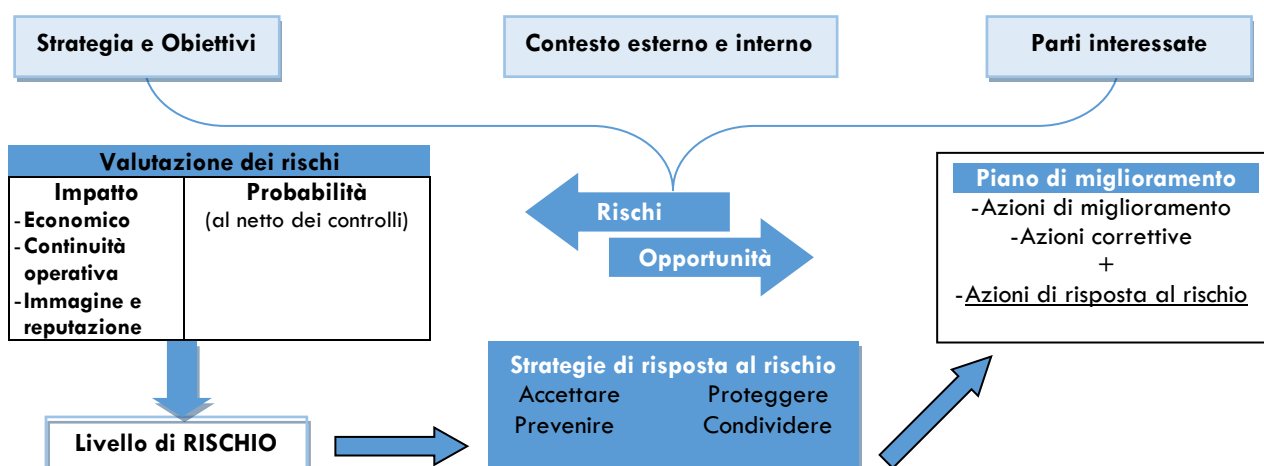 Strategia e Obiettivi
Contesto esterno e interno
Parti interessate
Valutazione dei rischi
Impatto
-Economico
-Continuità
operativa
-Immagine e
reputazione
Probabilità
(al netto dei controlli)
Rischi
Opportunità
Piano di miglioramento
-Azioni di miglioramento
-Azioni correttive
+
-Azioni di risposta al rischio
Livello di RISCHIO
Strategie di risposta al rischio
Accettare Proteggere
Prevenire Condividere